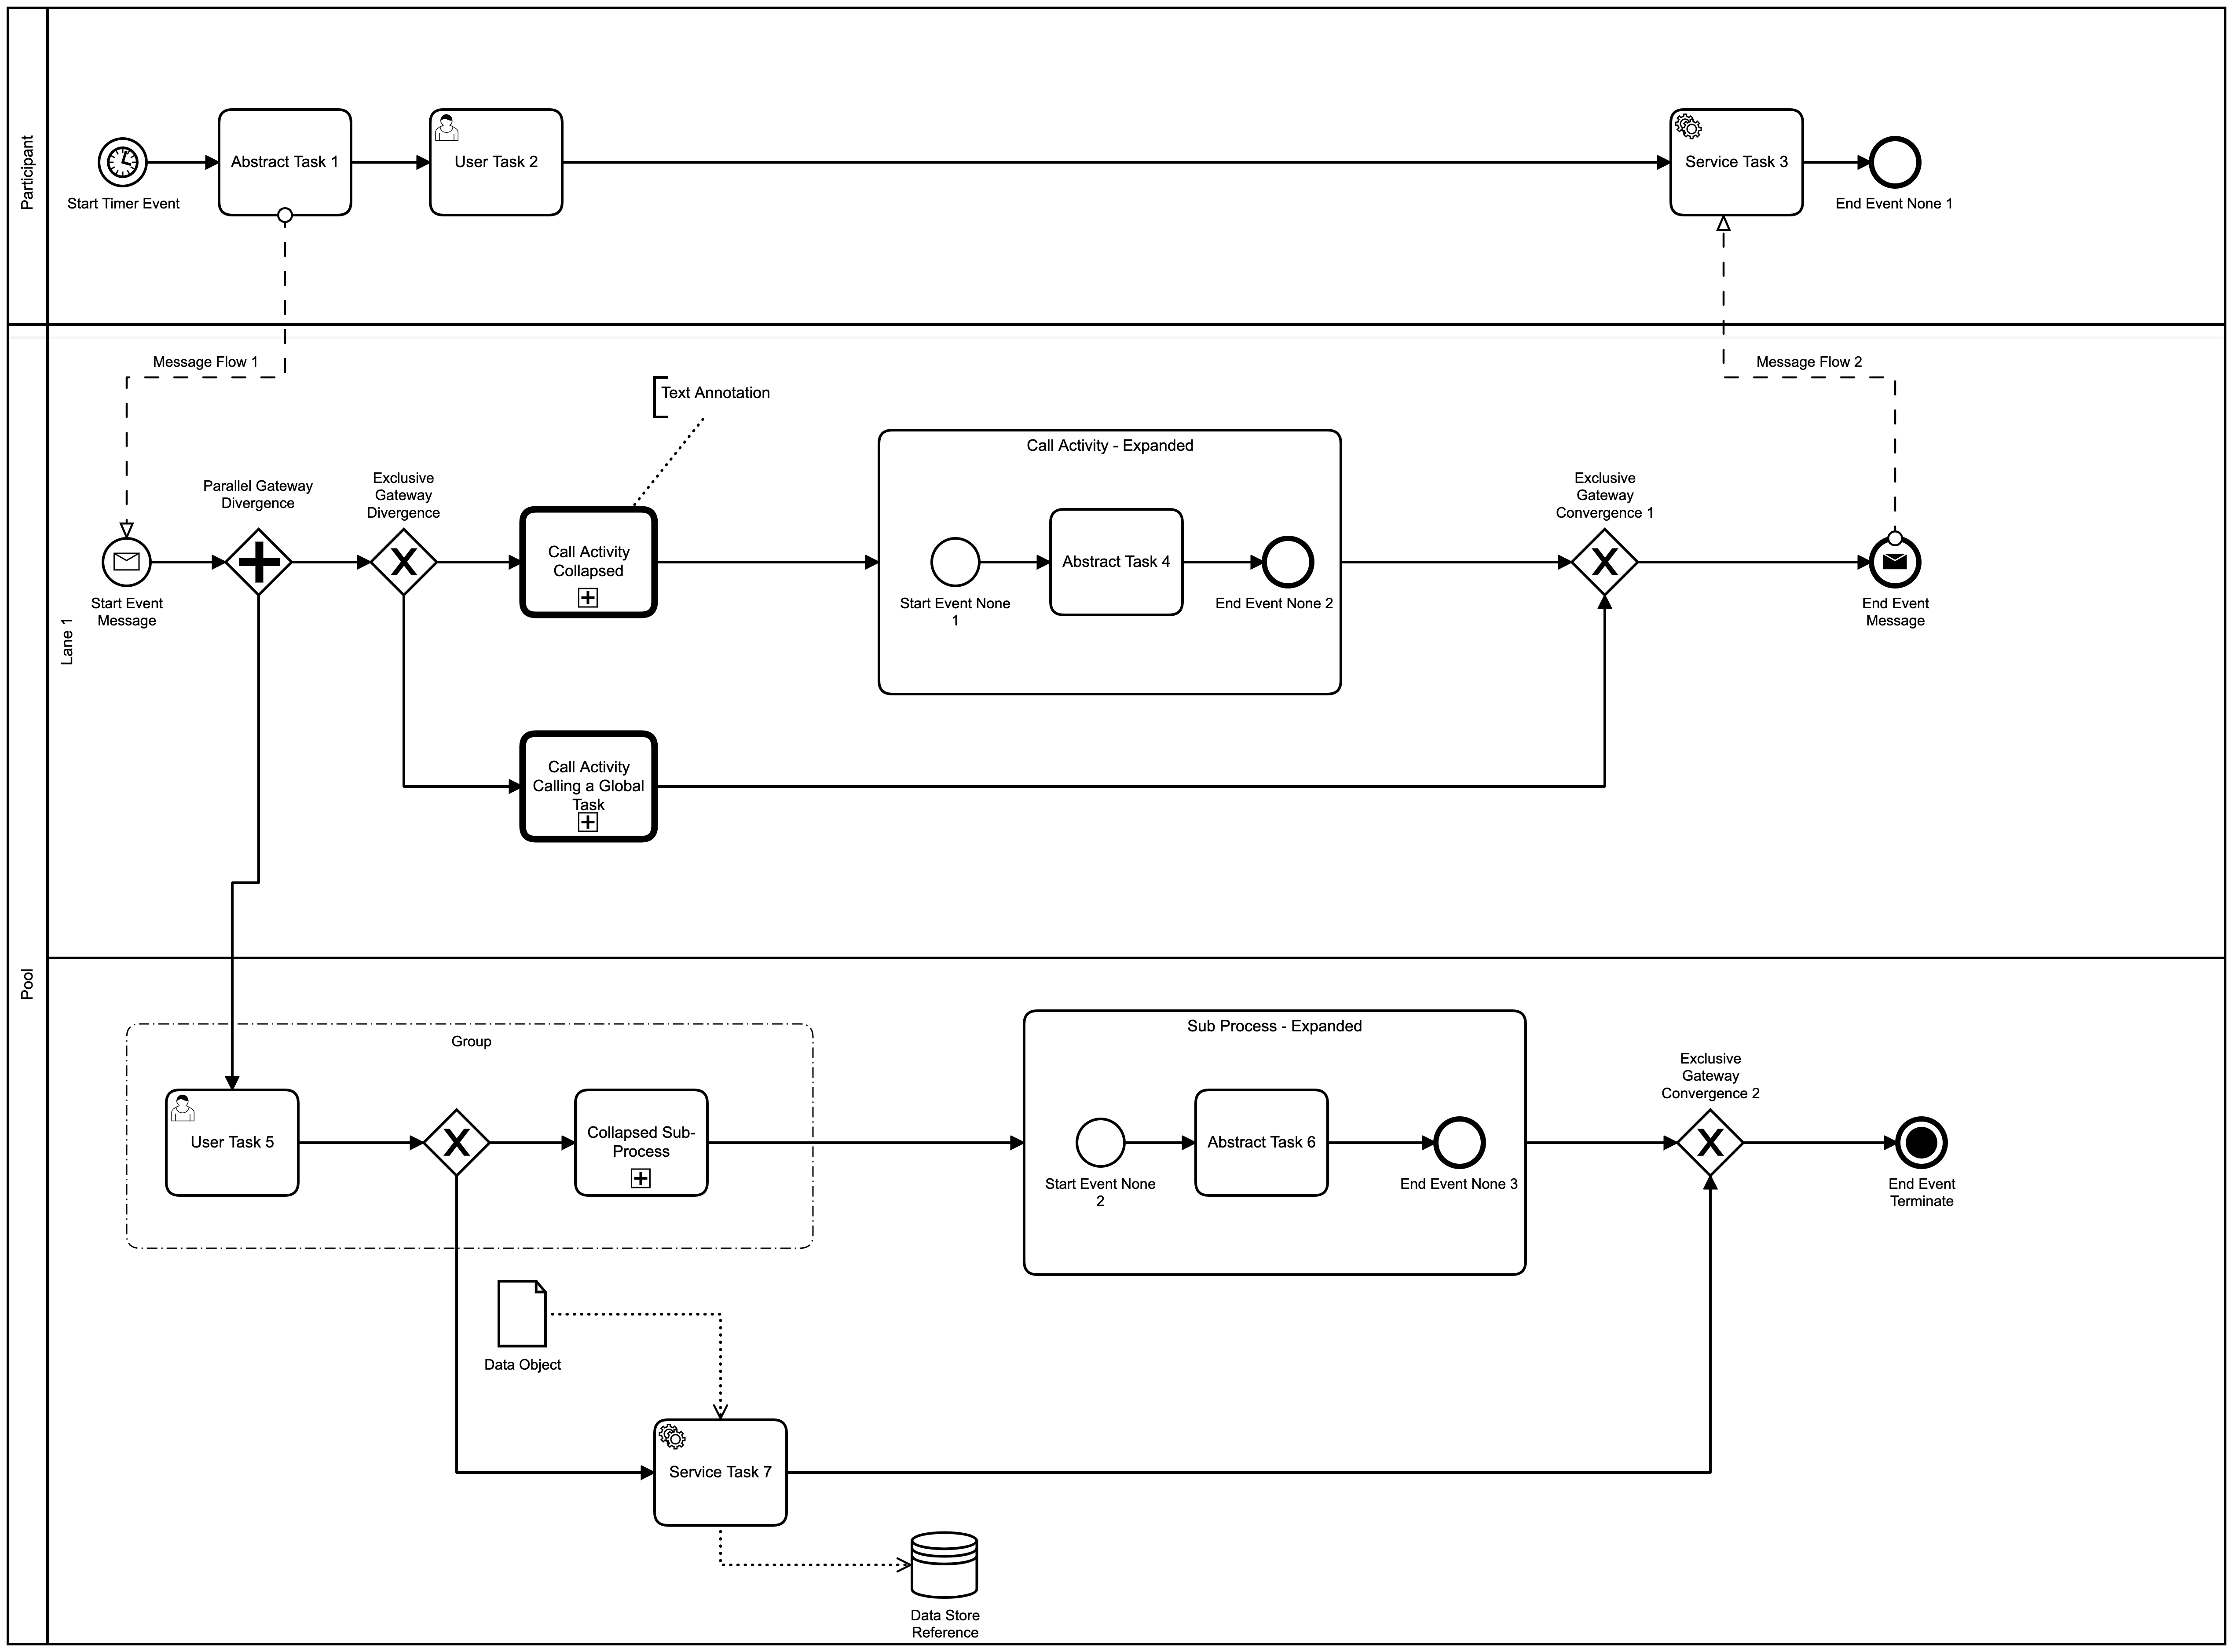 Participant
Start Timer Event
Abstract Task 1
User Task 2
Service Task 3
End Event None 1
Pool
Lane 1
Message Flow 1
Message Flow 2
Text Annotation
Start Event
Message
Parallel Gateway
Divergence
Exclusive
Gateway
Divergence
Call Activity
Collapsed
Call Activity - Expanded
Start Event None
1
Abstract Task 4
End Event None 2
Exclusive
Gateway
Convergence 1
End Event
Message
Call Activity
Calling a Global
Task
Group
User Task 5
Collapsed Sub-
Process
Sub Process - Expanded
Start Event None
2
Abstract Task 6
End Event None 3
Exclusive
Gateway
Convergence 2
End Event
Terminate
Data Object
Service Task 7
Data Store
Reference